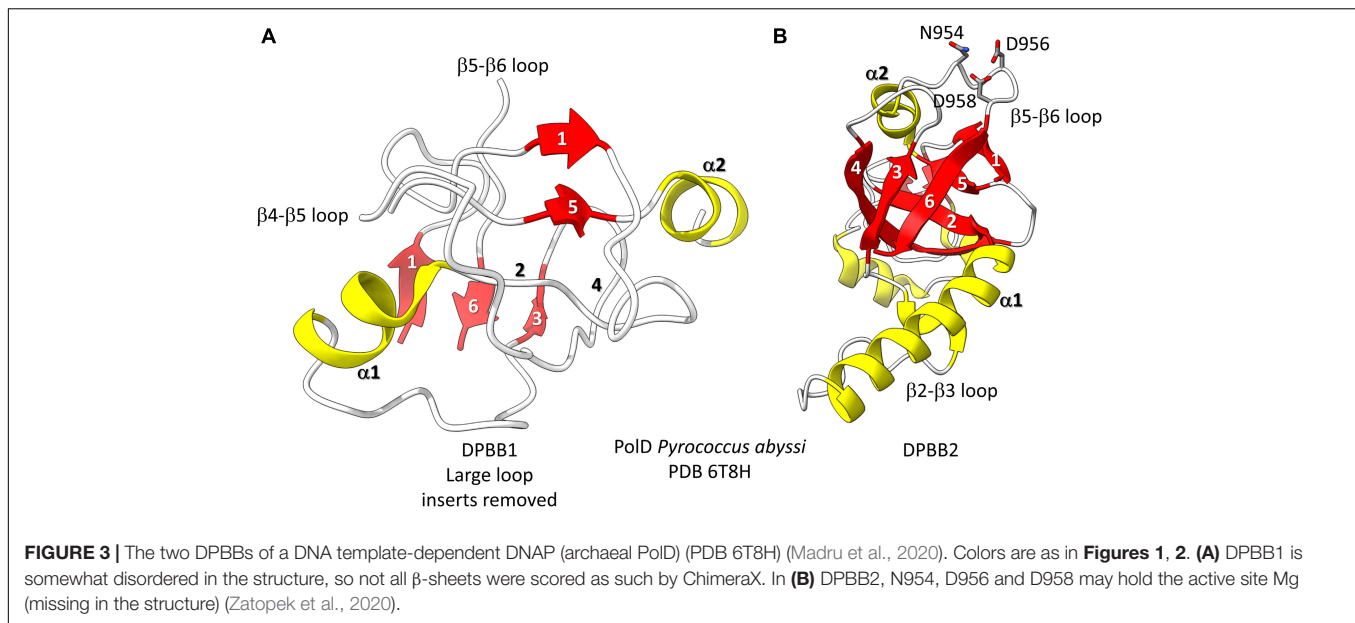 A
β5-β6 loop
1
α2
β4-β5 loop
5
1
2
4
6
3
α1
DPBB1
Large loop
inserts removed
PolD Pyrococcus abyssi
PDB 6T8H
B
N954
D956
α2
D958
β5-β6 loop
4
3
1
5
6
2
α1
β2-β3 loop
DPBB2
FIGURE 3 | The two DPBBs of a DNA template-dependent DNAP (archaeal PolD) (PDB 6T8H) (Madru et al., 2020). Colors are as in Figures 1, 2. (A) DPBB1 is
somewhat disordered in the structure, so not all β-sheets were scored as such by ChimeraX. In (B) DPBB2, N954, D956 and D958 may hold the active site Mg
(missing in the structure) (Zatopek et al., 2020).